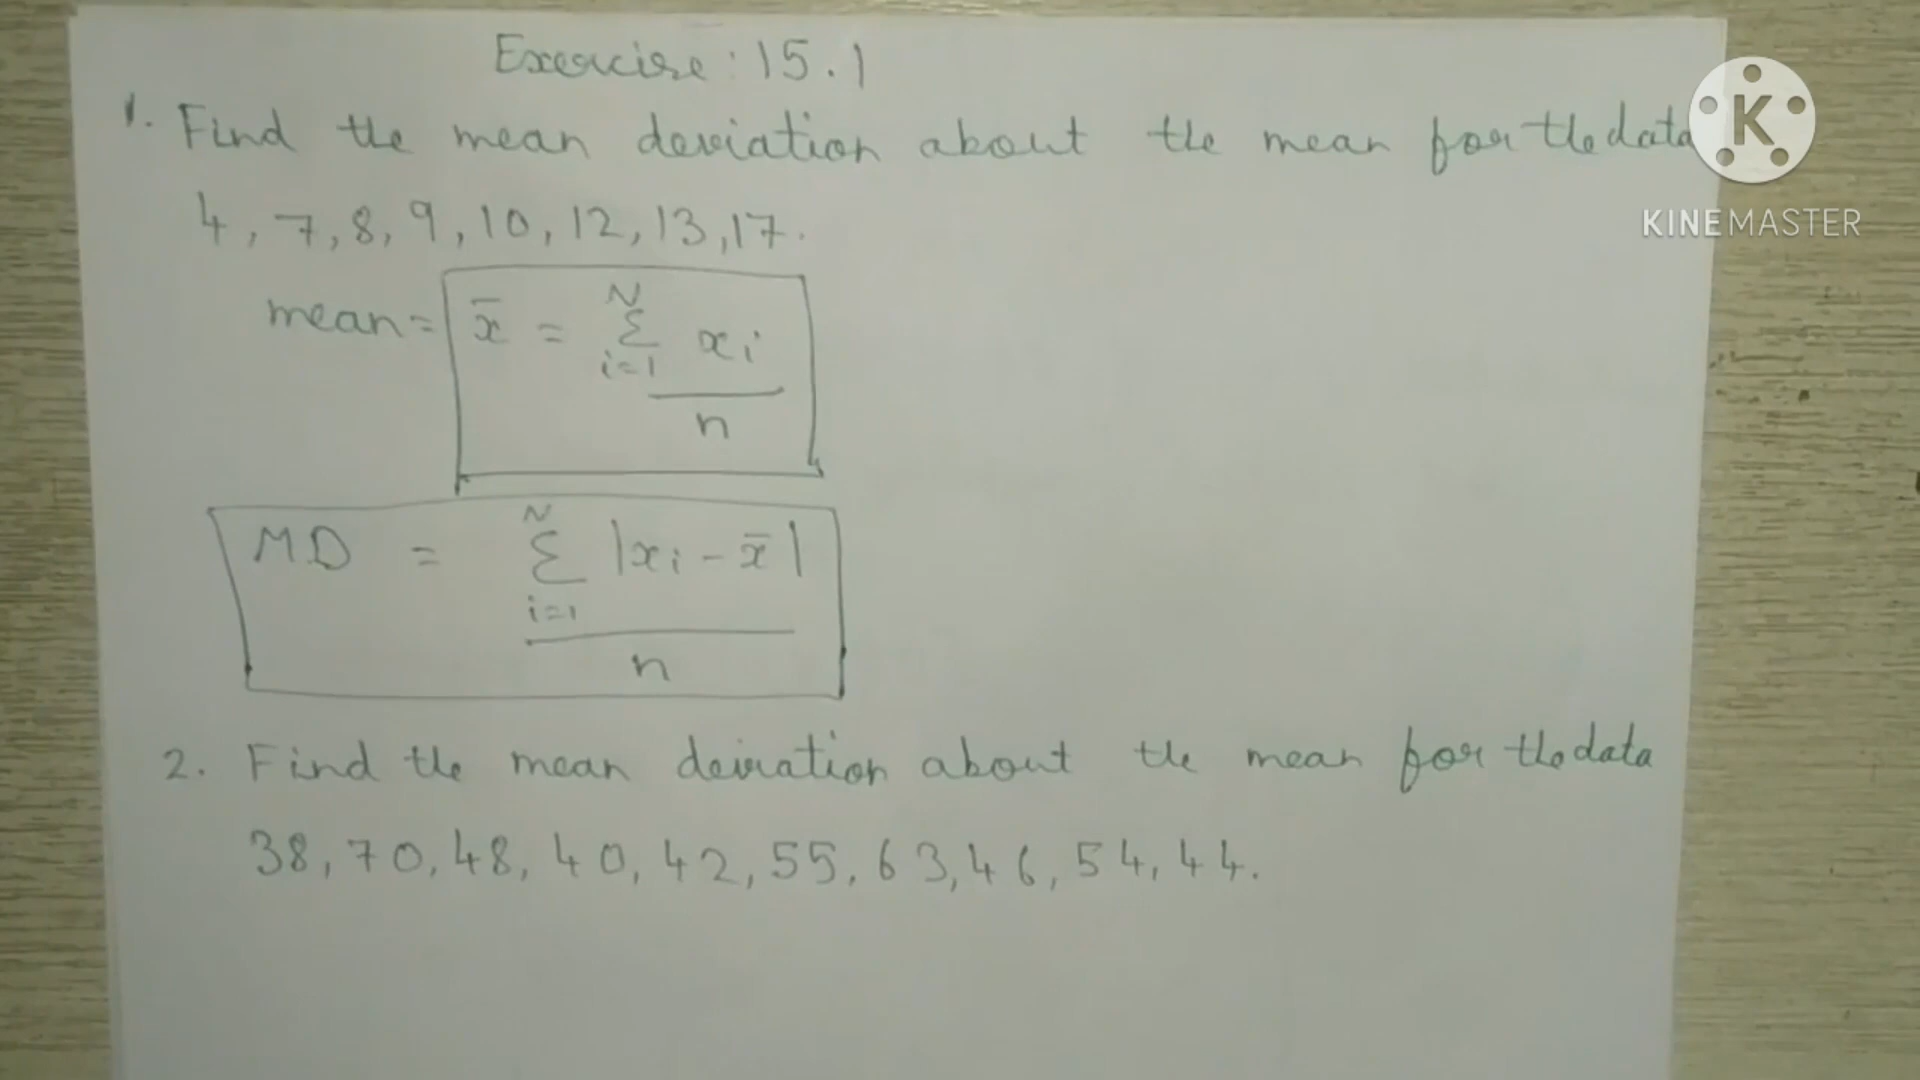 Exercise: 15.1
1. Find the mean deviation about the mean for the data
4, 7, 8, 9, 10, 12, 13, 17.
mean = x̄ = N Σ i=1 xi / n
MD = N Σ i=1 |xi - x̄| / n
2. Find the mean deviation about the mean for the data
38, 70, 48, 40, 42, 55, 63, 46, 54, 44.
K
KINEMASTER